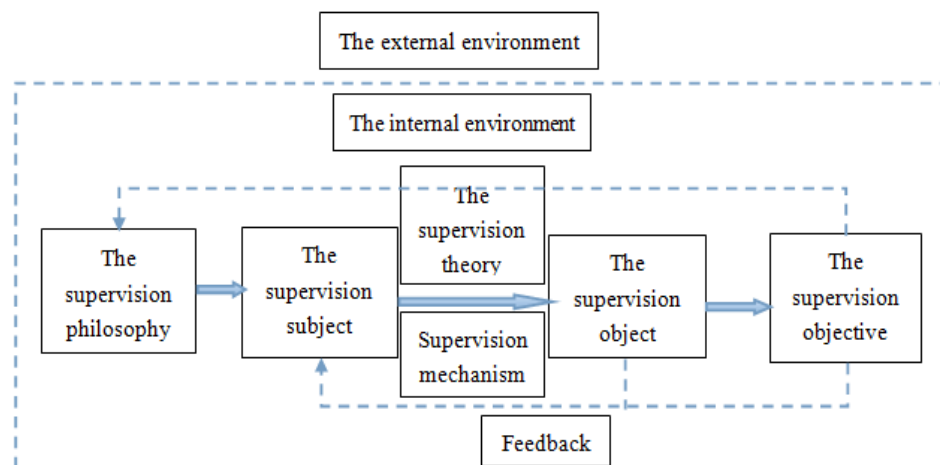 The external environment
The internal environment
The
supervision
theory
The
supervision
philosophy
The
supervision
subject
The
supervision
object
The
supervision
objective
Supervision
mechanism
Feedback